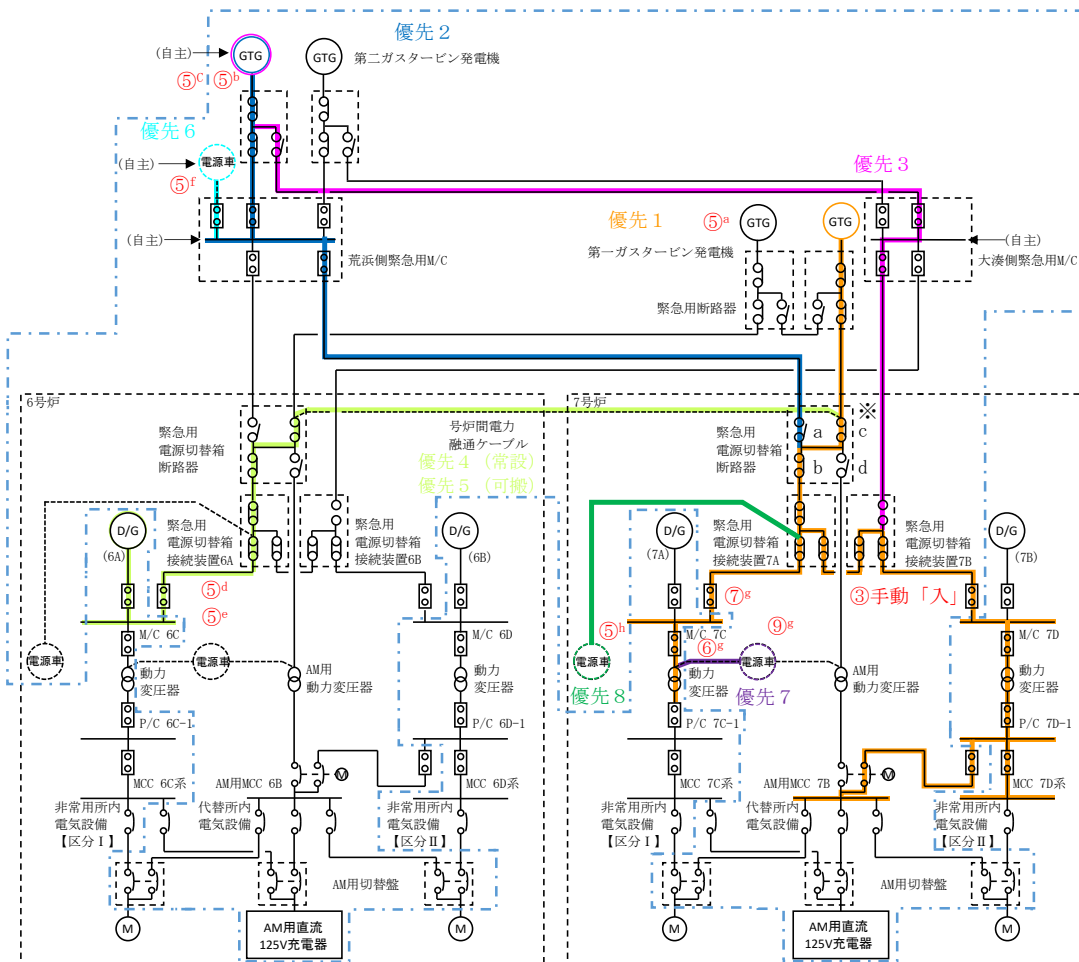 優先２
(自主)
GTG
GTG
第二ガスタービン発電機
⑤c ⑤b
優先６
(自主)
電源車
⑤f
優先３
優先１
⑤a
GTG
GTG
(自主)
(自主)
第一ガスタービン発電機
荒浜側緊急用M/C
大湊側緊急用M/C
緊急用断路器
6号炉
7号炉
緊急用
電源切替箱
断路器
号炉間電力
融通ケーブル
優先４（常設）
優先５（可搬）
緊急用
電源切替箱
断路器
a
c
※
b
d
D/G
(6A)
緊急用
電源切替箱
接続装置6A
緊急用
電源切替箱
接続装置6B
D/G
(6B)
D/G
(7A)
緊急用
電源切替箱
接続装置7A
緊急用
電源切替箱
接続装置7B
D/G
(7B)
⑤d
⑤e
⑦g
③手動「入」
M/C 6C
M/C 6D
M/C 7C
M/C 7D
⑤h
⑥g
⑨g
電源車
電源車
電源車
電源車
優先８
優先７
動力
変圧器
AM用
動力変圧器
動力
変圧器
動力
変圧器
AM用
動力変圧器
動力
変圧器
P/C 6C-1
P/C 6D-1
P/C 7C-1
P/C 7D-1
M
M
MCC 6C系
AM用MCC 6B
MCC 6D系
MCC 7C系
AM用MCC 7B
MCC 7D系
非常用所内
電気設備
【区分Ⅰ】
代替所内
電気設備
非常用所内
電気設備
【区分Ⅱ】
非常用所内
電気設備
【区分Ⅰ】
代替所内
電気設備
非常用所内
電気設備
【区分Ⅱ】
AM用切替盤
AM用切替盤
M
AM用直流
125V充電器
M
M
AM用直流
125V充電器
M